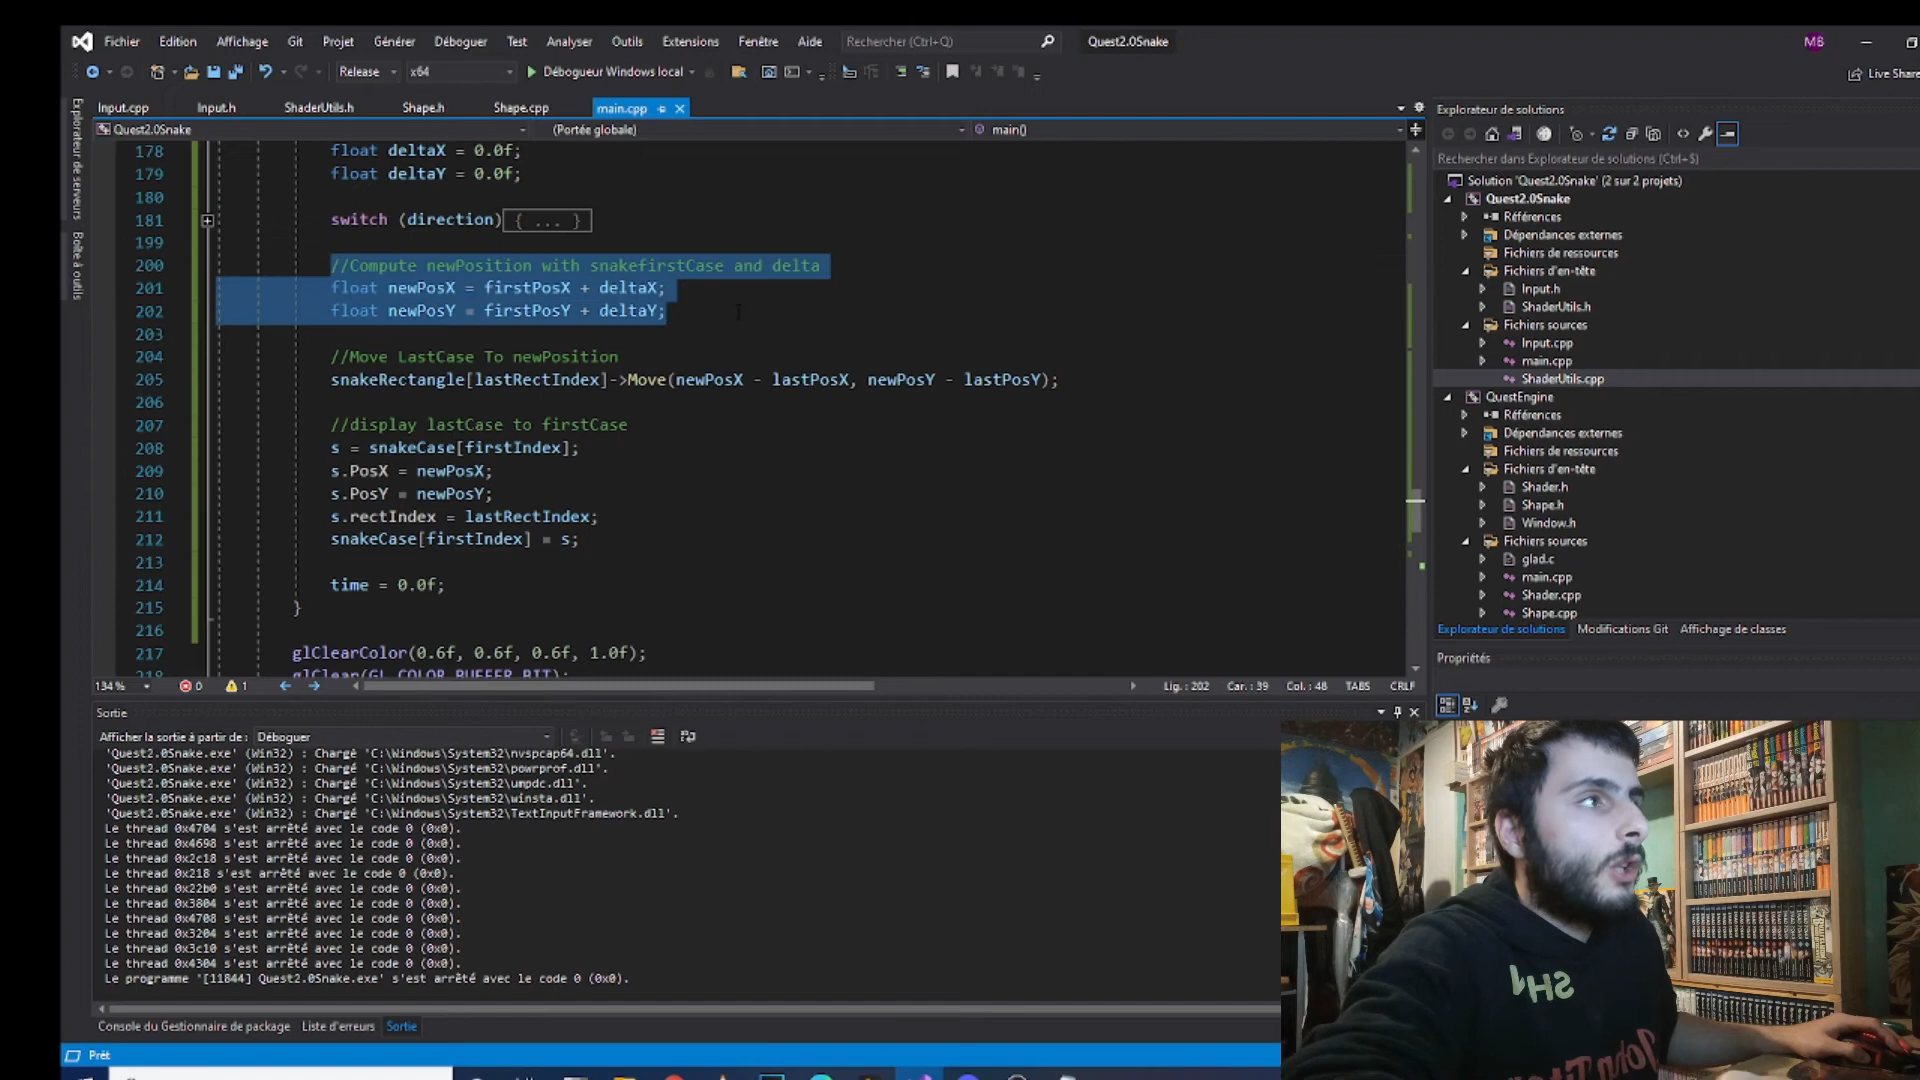 Fichier Edition Affichage Git Projet Générer Déboguer Test Analyser Outils Extensions Fenêtre Aide Rechercher (Ctrl+Q) Quest2.0Snake MB
Release x64 Débogueur Windows local Live Share
Explorateur de serveurs
Boîte à outils
Input.cpp Input.h ShaderUtils.h Shape.h Shape.cpp main.cpp
Quest2.0Snake (Portée globale) main()
178 float deltaX = 0.0f;
179 float deltaY = 0.0f;
180
181 switch (direction){ ... }
199
200 //Compute newPosition with snakefirstCase and delta
201 float newPosX = firstPosX + deltaX;
202 float newPosY = firstPosY + deltaY;
203
204 //Move LastCase To newPosition
205 snakeRectangle[lastRectIndex]->Move(newPosX - lastPosX, newPosY - lastPosY);
206
207 //display lastCase to firstCase
208 s = snakeCase[firstIndex];
209 s.PosX = newPosX;
210 s.PosY = newPosY;
211 s.rectIndex = lastRectIndex;
212 snakeCase[firstIndex] = s;
213
214 time = 0.0f;
215 }
216
217 glClearColor(0.6f, 0.6f, 0.6f, 1.0f);
218 glClear(GL_COLOR_BUFFER_BIT);
134 % 0 1 Lig. : 202 Car. : 39 Col. : 48 TABS CRLF
Sortie
Afficher la sortie à partir de : Déboguer
'Quest2.0Snake.exe' (Win32) : Chargé 'C:\Windows\System32\nvspcap64.dll'.
'Quest2.0Snake.exe' (Win32) : Chargé 'C:\Windows\System32\powrprof.dll'.
'Quest2.0Snake.exe' (Win32) : Chargé 'C:\Windows\System32\umpdc.dll'.
'Quest2.0Snake.exe' (Win32) : Chargé 'C:\Windows\System32\winsta.dll'.
'Quest2.0Snake.exe' (Win32) : Chargé 'C:\Windows\System32\TextInputFramework.dll'.
Le thread 0x4704 s'est arrêté avec le code 0 (0x0).
Le thread 0x4698 s'est arrêté avec le code 0 (0x0).
Le thread 0x2c18 s'est arrêté avec le code 0 (0x0).
Le thread 0x218 s'est arrêté avec le code 0 (0x0).
Le thread 0x22b0 s'est arrêté avec le code 0 (0x0).
Le thread 0x3804 s'est arrêté avec le code 0 (0x0).
Le thread 0x4708 s'est arrêté avec le code 0 (0x0).
Le thread 0x3204 s'est arrêté avec le code 0 (0x0).
Le thread 0x3c10 s'est arrêté avec le code 0 (0x0).
Le thread 0x4304 s'est arrêté avec le code 0 (0x0).
Le programme '[11844] Quest2.0Snake.exe' s'est arrêté avec le code 0 (0x0).
Console du Gestionnaire de package Liste d'erreurs Sortie
Prêt
Explorateur de solutions
Rechercher dans Explorateur de solutions (Ctrl+$)
Solution 'Quest2.0Snake' (2 sur 2 projets)
Quest2.0Snake
Références
Dépendances externes
Fichiers de ressources
Fichiers d'en-tête
Input.h
ShaderUtils.h
Fichiers sources
Input.cpp
main.cpp
ShaderUtils.cpp
QuestEngine
Références
Dépendances externes
Fichiers de ressources
Fichiers d'en-tête
Shader.h
Shape.h
Window.h
Fichiers sources
glad.c
main.cpp
Shader.cpp
Shape.cpp
Explorateur de solutions Modifications Git Affichage de classes
Propriétés